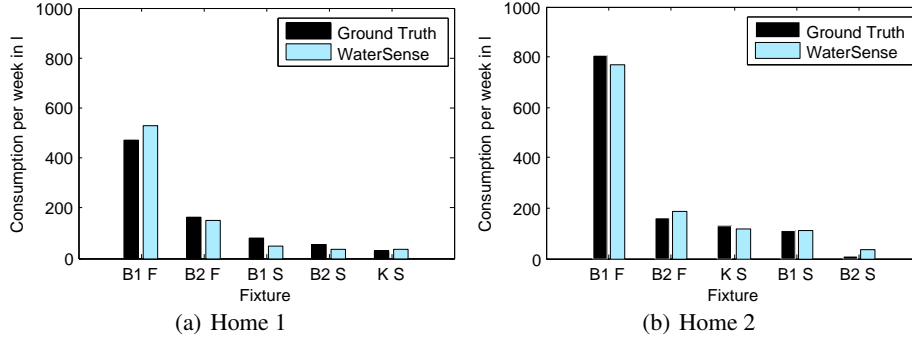 1000
800
600
400
200
0
Consumption per week in l
Ground Truth
WaterSense
B1 F B2 F B1 S B2 S K S
Fixture
(a) Home 1
1000
800
600
400
200
0
Consumption per week in l
Ground Truth
WaterSense
B1 F B2 F K S B1 S B2 S
Fixture
(b) Home 2